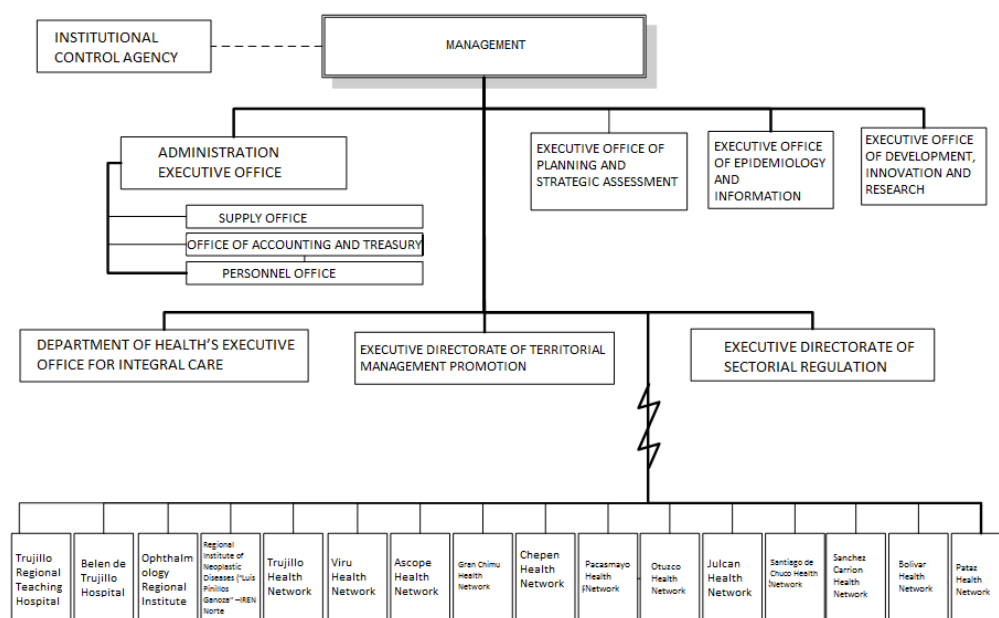 INSTITUTIONAL
CONTROL AGENCY
MANAGEMENT
ADMINISTRATION
EXECUTIVE OFFICE
EXECUTIVE OFFICE OF
PLANNING AND
STRATEGIC ASSESSMENT
EXECUTIVE OFFICE
OF EPIDEMIOLOGY
AND
INFORMATION
EXECUTIVE OFFICE
OF DEVELOPMENT,
INNOVATION AND
RESEARCH
SUPPLY OFFICE
OFFICE OF ACCOUNTING AND TREASURY
PERSONNEL OFFICE
DEPARTMENT OF HEALTH'S EXECUTIVE
OFFICE FOR INTEGRAL CARE
EXECUTIVE DIRECTORATE OF TERRITORIAL
MANAGEMENT PROMOTION
EXECUTIVE DIRECTORATE OF
SECTORIAL REGULATION
Trujillo
Regional
Teaching
Hospital
Belen de
Trujillo
Hospital
Ophthalm
ology
Regional
Institute
Regional
Institute of
Neoplastic
Diseases ("Luis
Pinillos
Ganoza" –IREN
Norte
Trujillo
Health
Network
Viru
Health
Network
Ascope
Health
Network
Gran Chimu
Health
Network
Chepen
Health
Network
Pacasmayo
Health
Network
Otuzco
Health
Network
Julcan
Health
Network
Santiago de
Chuco Health
Network
Sanchez
Carrion
Health
Network
Bolivar
Health
Network
Pataz Health
Network